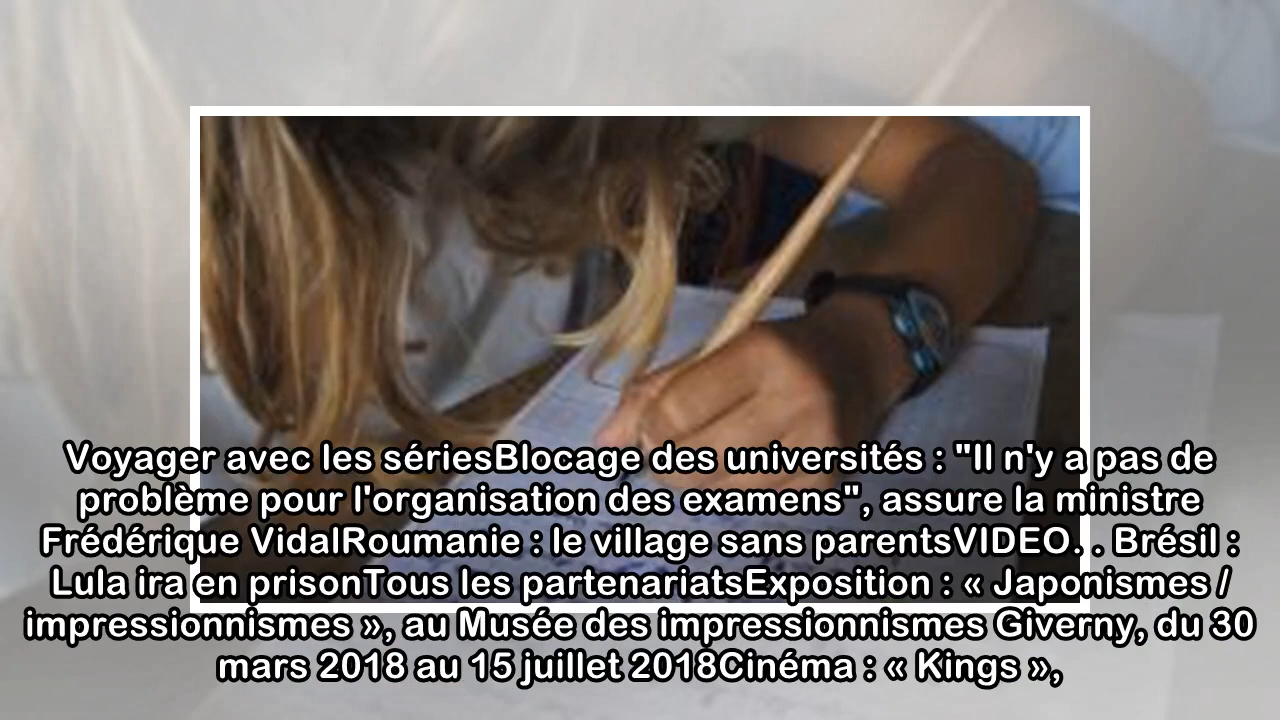 Voyager avec les sériesBlocage des universités : "Il n'y a pas de
problème pour l'organisation des examens", assure la ministre
Frédérique VidalRoumanie : le village sans parentsVIDEO. . Brésil :
Lula ira en prisonTous les partenariatsExposition : « Japonismes /
impressionnismes », au Musée des impressionnismes Giverny, du 30
mars 2018 au 15 juillet 2018Cinéma : « Kings »,